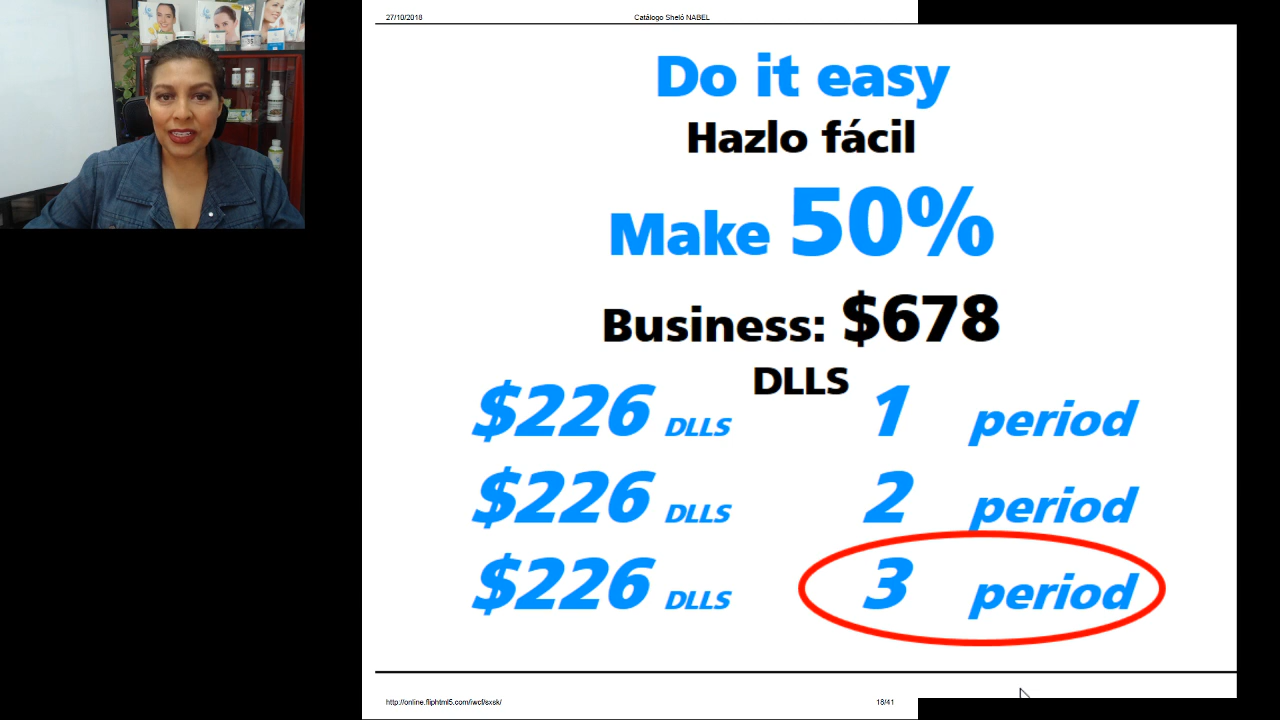 27/10/2018 Catálogo Sheló NABEL
Do it easy
Hazlo fácil
Make 50%
Business: $678
DLLS
$226 DLLS 1 period
$226 DLLS 2 period
$226 DLLS 3 period
http://online.fliphtml5.com/iwcf/sxsk/ 18/41